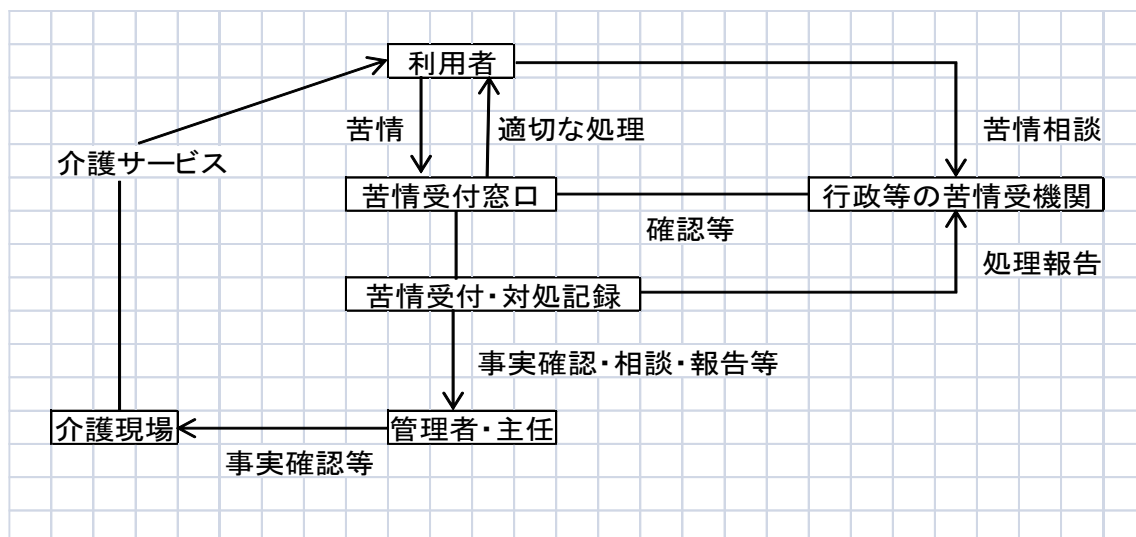 利用者
苦情
適切な処理
苦情相談
介護サービス
苦情受付窓口
行政等の苦情受機関
確認等
処理報告
苦情受付・対処記録
事実確認・相談・報告等
介護現場
管理者・主任
事実確認等